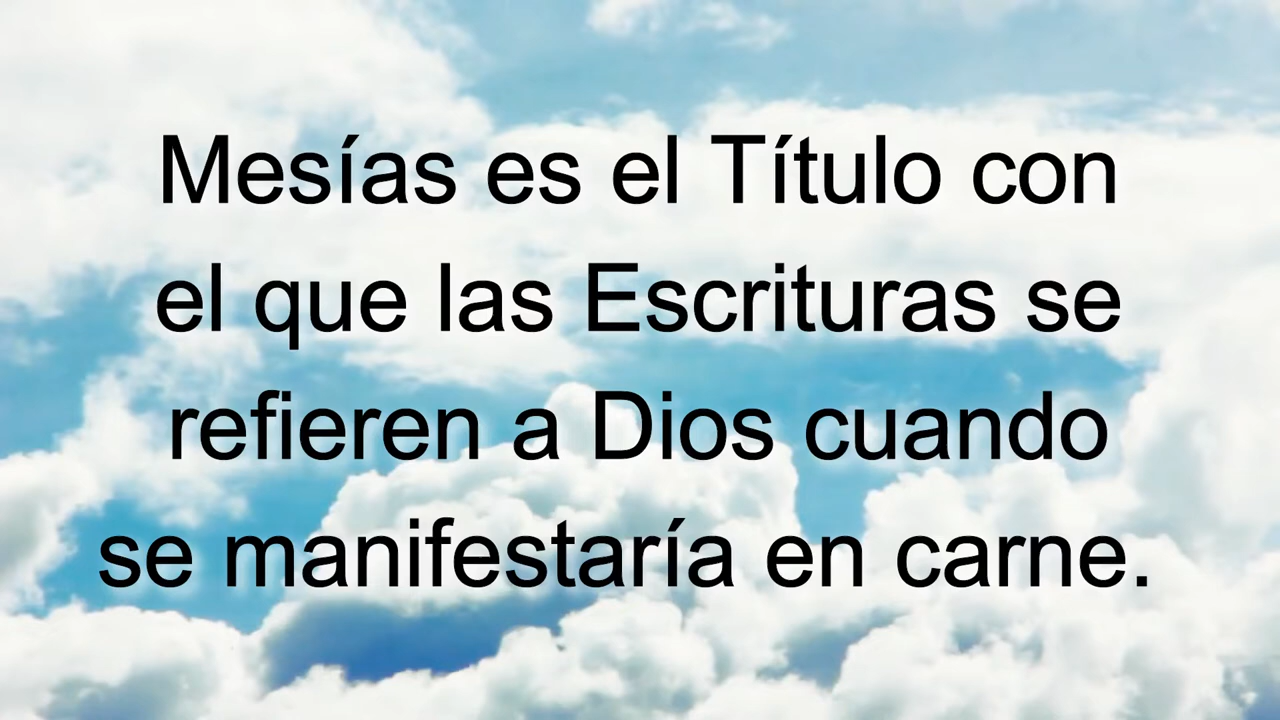 Mesías es el Título con
el que las Escrituras se
refieren a Dios cuando
se manifestaría en carne.